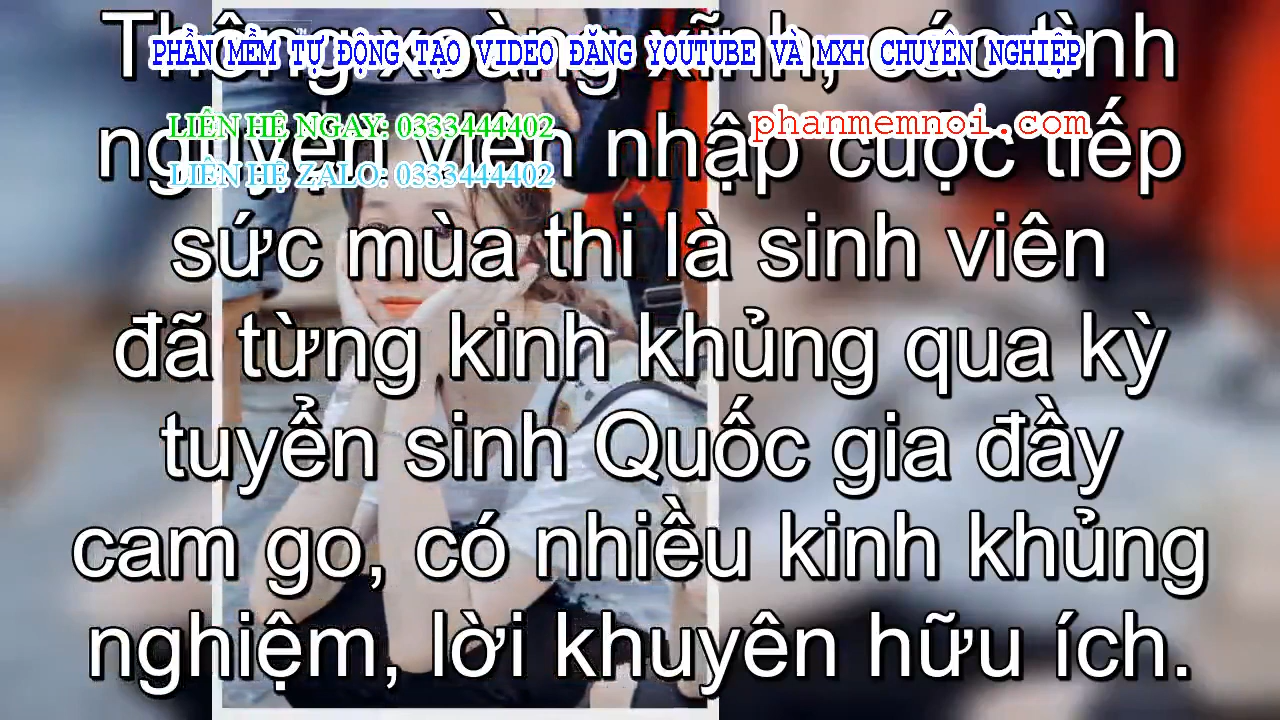 Thông xoàng xĩnh, các tình
PHẦN MỀM TỰ ĐỘNG TẠO VIDEO ĐĂNG YOUTUBE VÀ MXH CHUYÊN NGHIỆP
LIÊN HỆ NGAY: 0333444402
phanmemnoi.com
nguyện viên nhập cuộc tiếp
LIÊN HỆ ZALO: 0333444402
sức mùa thi là sinh viên
đã từng kinh khủng qua kỳ
tuyển sinh Quốc gia đầy
cam go, có nhiều kinh khủng
nghiệm, lời khuyên hữu ích.